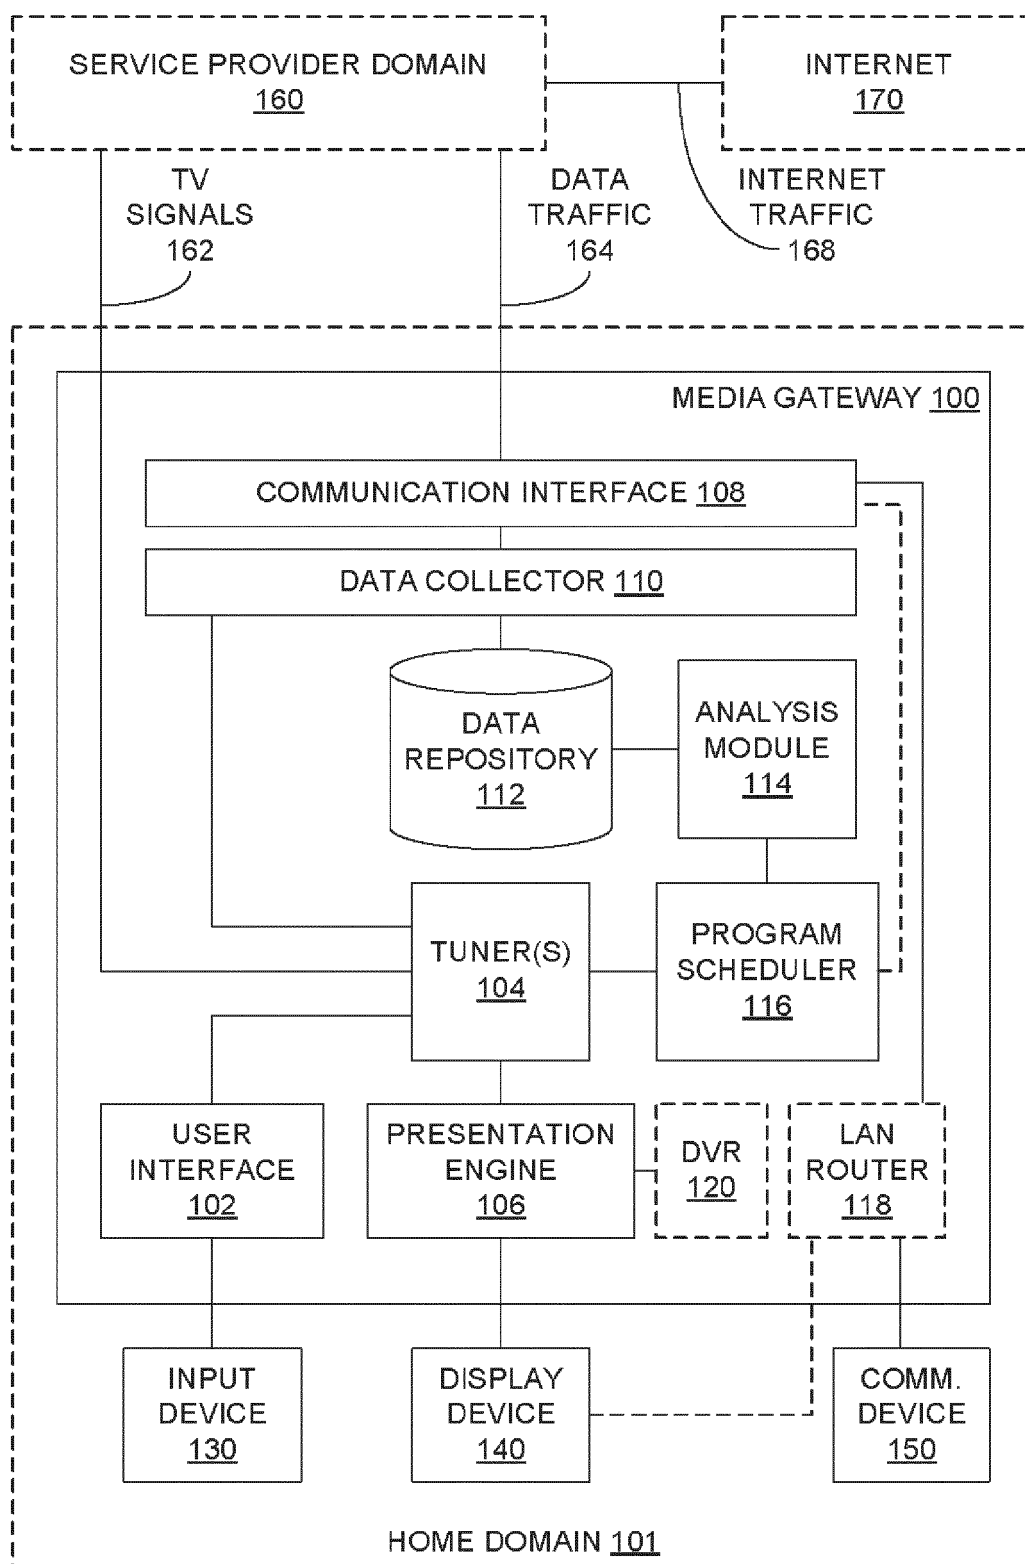 SERVICE PROVIDER DOMAIN
160
INTERNET
170
TV
SIGNALS
162
DATA
TRAFFIC
164
INTERNET
TRAFFIC
168
MEDIA GATEWAY 100
COMMUNICATION INTERFACE 108
DATA COLLECTOR 110
DATA
REPOSITORY
112
ANALYSIS
MODULE
114
TUNER(S)
104
PROGRAM
SCHEDULER
116
USER
INTERFACE
102
PRESENTATION
ENGINE
106
DVR
120
LAN
ROUTER
118
INPUT
DEVICE
130
DISPLAY
DEVICE
140
COMM.
DEVICE
150
HOME DOMAIN 101